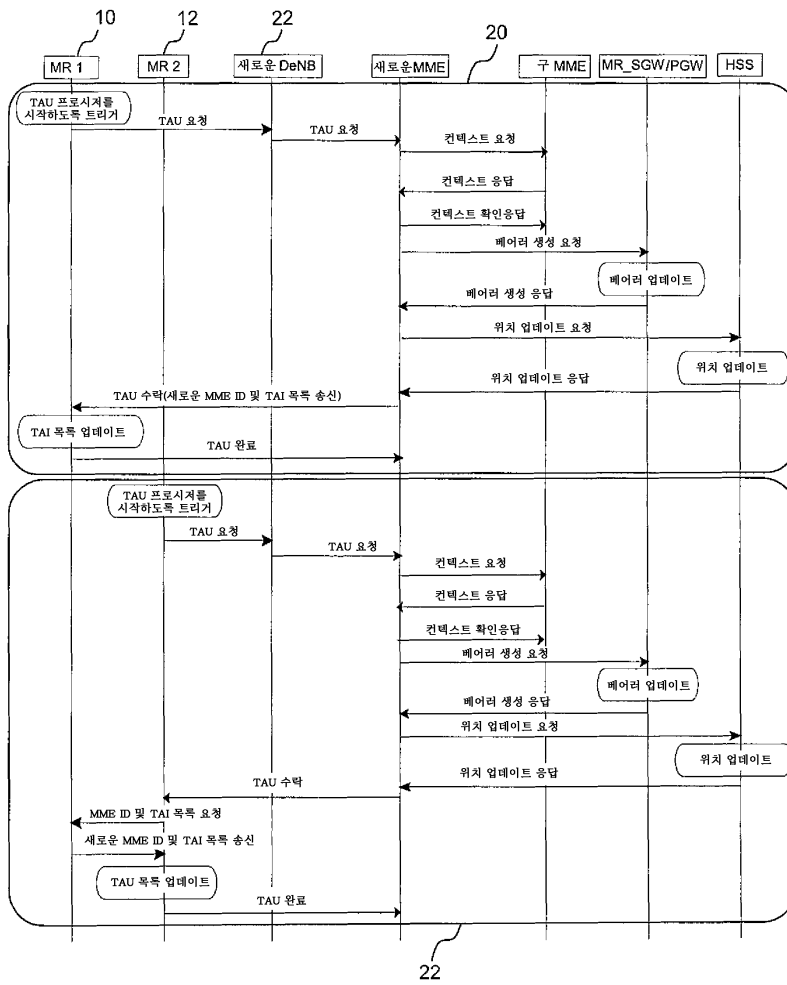 10
12
22
MR 1
MR 2
새로운 DeNB
새로운MME
20
구 MME
MR_SGW/PGW
HSS
TAU 프로시져를
시작하도록 트리거
TAU 요청
TAU 요청
컨텍스트 요청
컨텍스트 응답
컨텍스트 확인응답
베어러 생성 요청
베어러 업데이트
베어러 생성 응답
위치 업데이트 요청
위치 업데이트
위치 업데이트 응답
TAU 수락(새로운 MME ID 및 TAI 목록 송신)
TAI 목록 업데이트
TAU 완료
TAU 프로시져를
시작하도록 트리거
TAU 요청
TAU 요청
컨텍스트 요청
컨텍스트 응답
컨텍스트 확인응답
베어러 생성 요청
베어러 업데이트
베어러 생성 응답
위치 업데이트 요청
위치 업데이트
위치 업데이트 응답
TAU 수락
MME ID 및 TAI 목록 요청
새로운 MME ID 및 TAI 목록 송신
TAU 목록 업데이트
TAU 완료
22